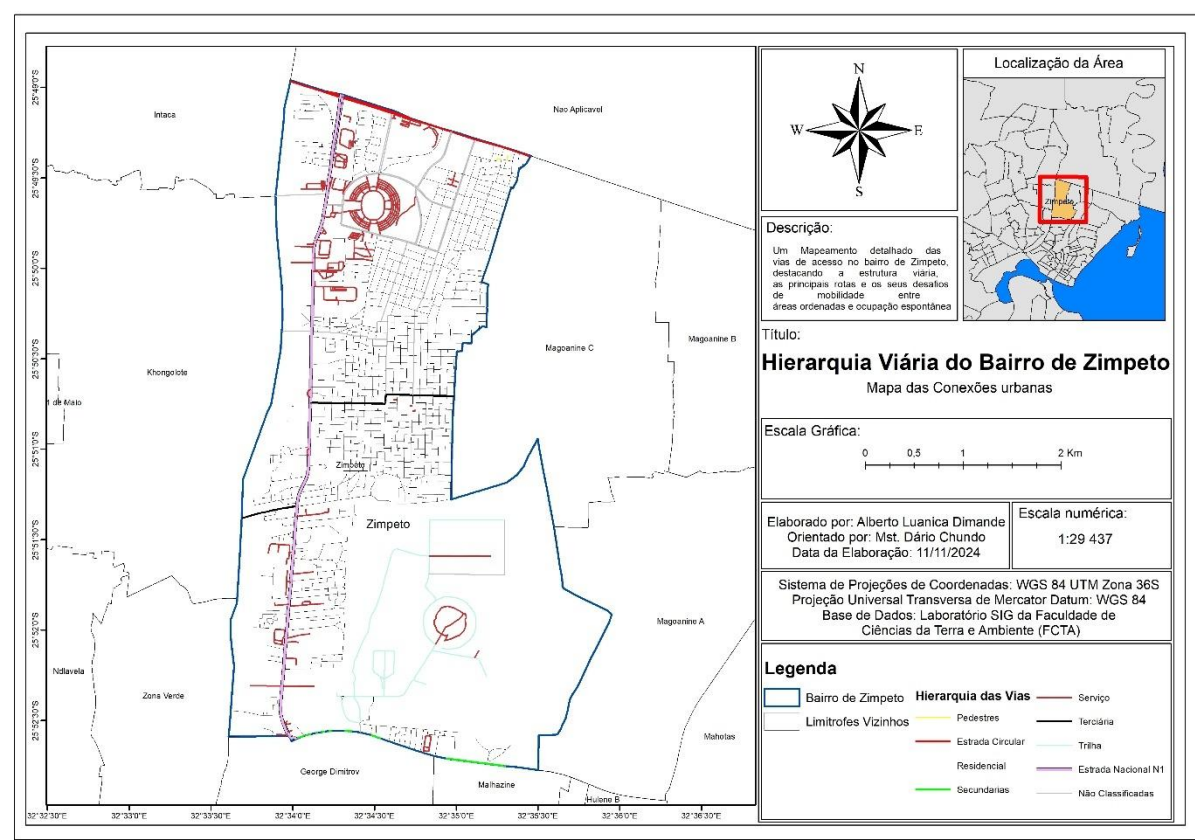 Intaca
Nao Aplicavel
Khongolote
1 de Maio
Magoanine C
Magoanine B
Zimpeto
Zimpeto
Magoanine A
Ndlavela
Zona Verde
Mahotas
George Dimitrov
Malhazine
Hulene B
25°49'0"S
25°49'30"S
25°50'0"S
25°50'30"S
25°51'0"S
25°51'30"S
25°52'0"S
25°52'30"S
32°32'30"E
32°33'0"E
32°33'30"E
32°34'0"E
32°34'30"E
32°35'0"E
32°35'30"E
32°36'0"E
32°36'30"E
N
W
E
S
Localização da Área
Zimpeto
Descrição:
Um Mapeamento detalhado das
vias de acesso no bairro de Zimpeto,
destacando a estrutura viária,
as principais rotas e os seus desafios
de mobilidade entre
áreas ordenadas e ocupação espontânea
Título:
Hierarquia Viária do Bairro de Zimpeto
Mapa das Conexões urbanas
Escala Gráfica:
0 0,5 1 2 Km
Elaborado por: Alberto Luanica Dimande
Orientado por: Mst. Dário Chundo
Data da Elaboração: 11/11/2024
Escala numérica:
1:29 437
Sistema de Projeções de Coordenadas: WGS 84 UTM Zona 36S
Projeção Universal Transversa de Mercator Datum: WGS 84
Base de Dados: Laboratório SIG da Faculdade de
Ciências da Terra e Ambiente (FCTA)
Legenda
Bairro de Zimpeto
Limitrofes Vizinhos
Hierarquia das Vias
Pedestres
Estrada Circular
Residencial
Secundarias
Serviço
Terciária
Trilha
Estrada Nacional N1
Não Classificadas